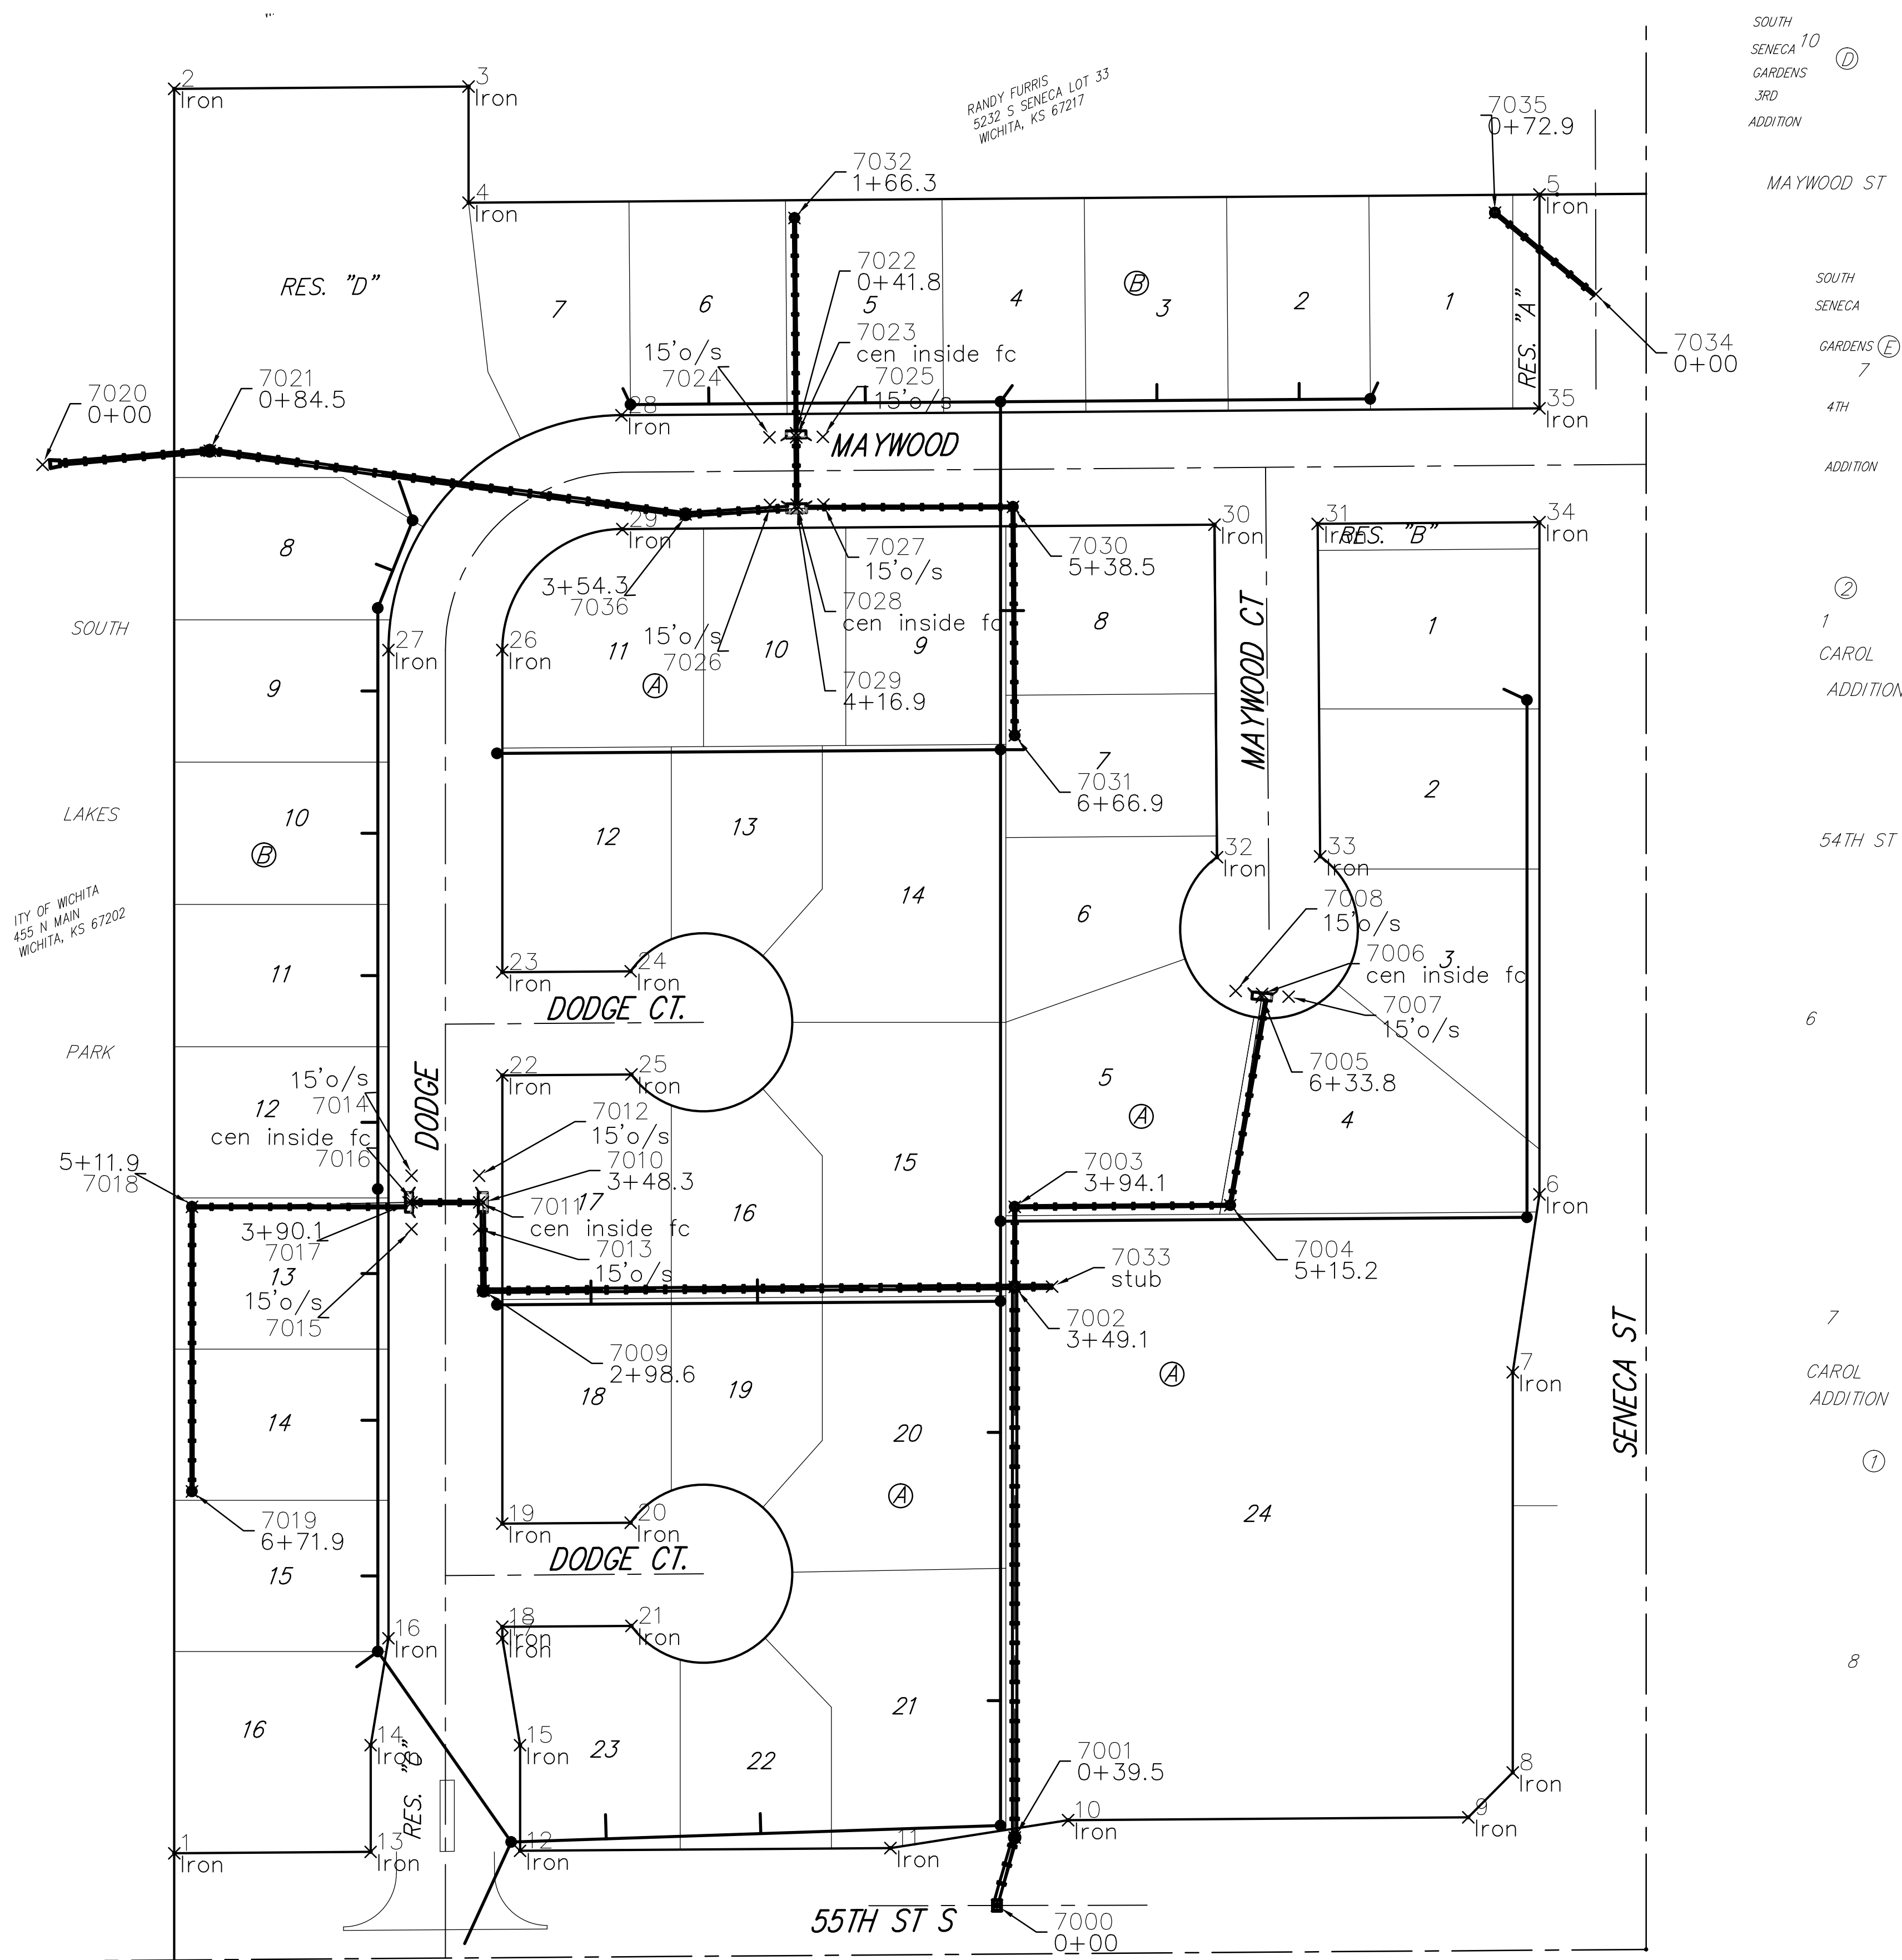 SOUTH
SENECA 10 D
GARDENS
3RD
ADDITION
2
Iron
3
Iron
RANDY FURRIS
5232 S SENECA LOT 33
WICHITA, KS 67217
7035
0+72.9
7032
1+66.3
MAYWOOD ST
4
Iron
5
Iron
RES. "D"
7022
0+41.8
7
6
5
4
B
3
2
1
RES. "A"
SOUTH
SENECA
GARDENS E
7
4TH
ADDITION
7023
cen inside fc
15'o/s
7024
7025
15'o/s
7034
0+00
7020
0+00
7021
0+84.5
28
Iron
35
Iron
MAYWOOD
29
Iron
30
Iron
31
Iron
RES. "B"
34
Iron
8
7027
15'o/s
7030
5+38.5
3+54.3
7036
7028
cen inside fc
15'o/s
7026
SOUTH
27
Iron
26
Iron
11
10
9
8
MAYWOOD CT
1
2
1
CAROL
ADDITION
9
A
7029
4+16.9
7
7031
6+66.9
2
LAKES
10
B
12
13
54TH ST
32
Iron
33
Iron
ITY OF WICHITA
455 N MAIN
WICHITA, KS 67202
14
6
7008
15'o/s
7006
cen inside fc
3
11
23
Iron
24
Iron
DODGE CT.
7007
15'o/s
6
PARK
DODGE
22
Iron
25
Iron
5
7005
6+33.8
15'o/s
7014
12
cen inside fc
7016
7012
15'o/s
A
4
5+11.9
7018
7010
3+48.3
15
7003
3+94.1
7011
cen inside fc
17
16
6
Iron
3+90.1
7017
7013
15'o/s
7004
5+15.2
13
15'o/s
7015
7033
stub
7002
3+49.1
7009
2+98.6
SENECA ST
7
CAROL
ADDITION
1
7
Iron
A
18
19
14
20
A
24
7019
6+71.9
19
Iron
20
Iron
DODGE CT.
15
16
Iron
18
Iron
17
Iron
21
Iron
8
16
14
Iron
15
Iron
21
23
22
RES. "C"
7001
0+39.5
8
Iron
9
Iron
10
Iron
1
Iron
13
Iron
12
Iron
11
Iron
55TH ST S
7000
0+00